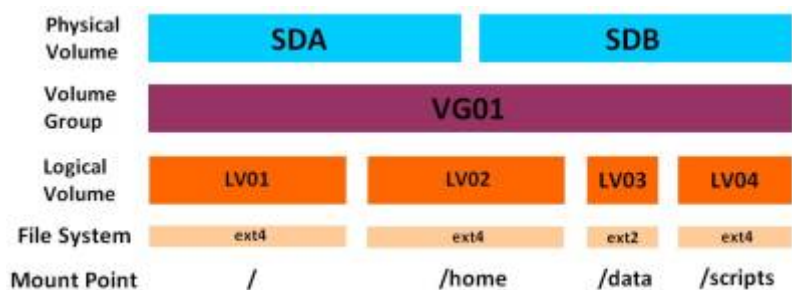 Physical Volume SDA SDB
Volume Group VG01
Logical Volume LV01 LV02 LV03 LV04
File System ext4 ext4 ext2 ext4
Mount Point / /home /data /scripts